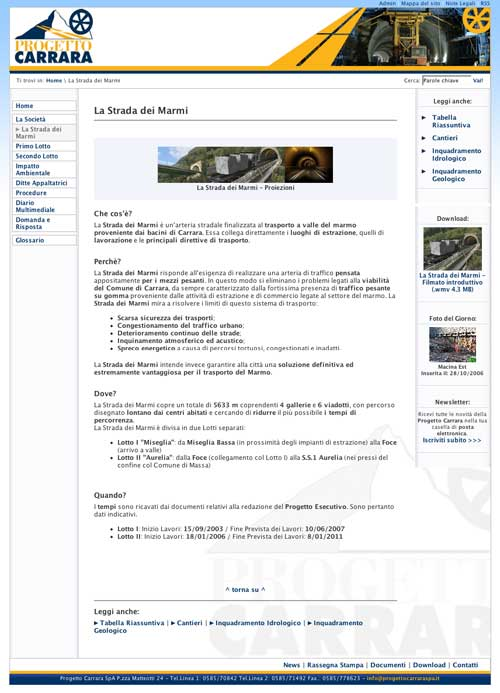 Admin Mappa del sito Note Legali RSS
PROGETTO
CARRARA
Ti trovi in: Home \ La Strada dei Marmi
Cerca: Parole chiave Vai!
Home
La Società
La Strada dei
Marmi
Primo Lotto
Secondo Lotto
Impatto
Ambientale
Ditte Appaltatrici
Procedure
Diario
Multimediale
Domanda e
Risposta
Glossario
La Strada dei Marmi
La Strada dei Marmi - Proiezioni
Che cos'è?
La Strada dei Marmi è un'arteria stradale finalizzata al trasporto a valle del marmo
proveniente dai bacini di Carrara. Essa collega direttamente i luoghi di estrazione, quelli di
lavorazione e le principali direttive di trasporto.
Perchè?
La Strada dei Marmi risponde all'esigenza di realizzare una arteria di traffico pensata
appositamente per i mezzi pesanti. In questo modo si eliminano i problemi legati alla viabilità
del Comune di Carrara, da sempre caratterizzato dalla fortissima presenza di traffico pesante
su gomma proveniente dalle attività di estrazione e di commercio legate al settore del marmo. La
Strada dei Marmi mira a risolvere i limiti di questo sistema di trasporto:
• Scarsa sicurezza dei trasporti;
• Congestionamento del traffico urbano;
• Deterioramento continuo delle strade;
• Inquinamento atmosferico ed acustico;
• Spreco energetico a causa di percorsi tortuosi, congestionati e inadatti.
La Strada dei Marmi intende invece garantire alla città una soluzione definitiva ed
estremamente vantaggiosa per il trasporto del Marmo.
Dove?
La Strada dei Marmi copre un totale di 5633 m coprendenti 4 gallerie e 6 viadotti, con percorso
disegnato lontano dai centri abitati e cercando di ridurre il più possibile i tempi di
percorrenza.
La Strada dei Marmi è divisa in due Lotti separati:
• Lotto I "Miseglia": da Miseglia Bassa (in prossimità degli impianti di estrazione) alla Foce
(arrivo a valle)
• Lotto II "Aurelia": dalla Foce (collegamento col Lotto I) alla S.S.1 Aurelia (nei pressi del
confine col Comune di Massa)
Quando?
I tempi sono ricavati dai documenti relativi alla redazione del Progetto Esecutivo. Sono pertanto
dati indicativi.
• Lotto I: Inizio Lavori: 15/09/2003 / Fine Prevista dei Lavori: 10/06/2007
• Lotto II: Inizio Lavori: 18/01/2006 / Fine Prevista dei Lavori: 8/01/2011
^ torna su ^
Leggi anche:
Tabella Riassuntiva | Cantieri | Inquadramento Idrologico | Inquadramento
Geologico
Leggi anche:
Tabella
Riassuntiva
Cantieri
Inquadramento
Idrologico
Inquadramento
Geologico
Download:
La Strada dei Marmi -
Filmato introduttivo
(.wmv 4.3 MB)
Foto del Giorno:
Macina Est
Inserita il: 28/10/2006
Newsletter:
Ricevi tutte le novità della
Progetto Carrara nella tua
casella di posta
elettronica.
Iscriviti subito >>>
PROGETTO
CARRARA
News | Rassegna Stampa | Documenti | Download | Contatti
Progetto Carrara SpA P.zza Matteotti 24 - Tel.Linea 1: 0585/70842 Tel.Linea 2: 0585/71492 Fax.: 0585/778623 - info@progettocarraraspa.it